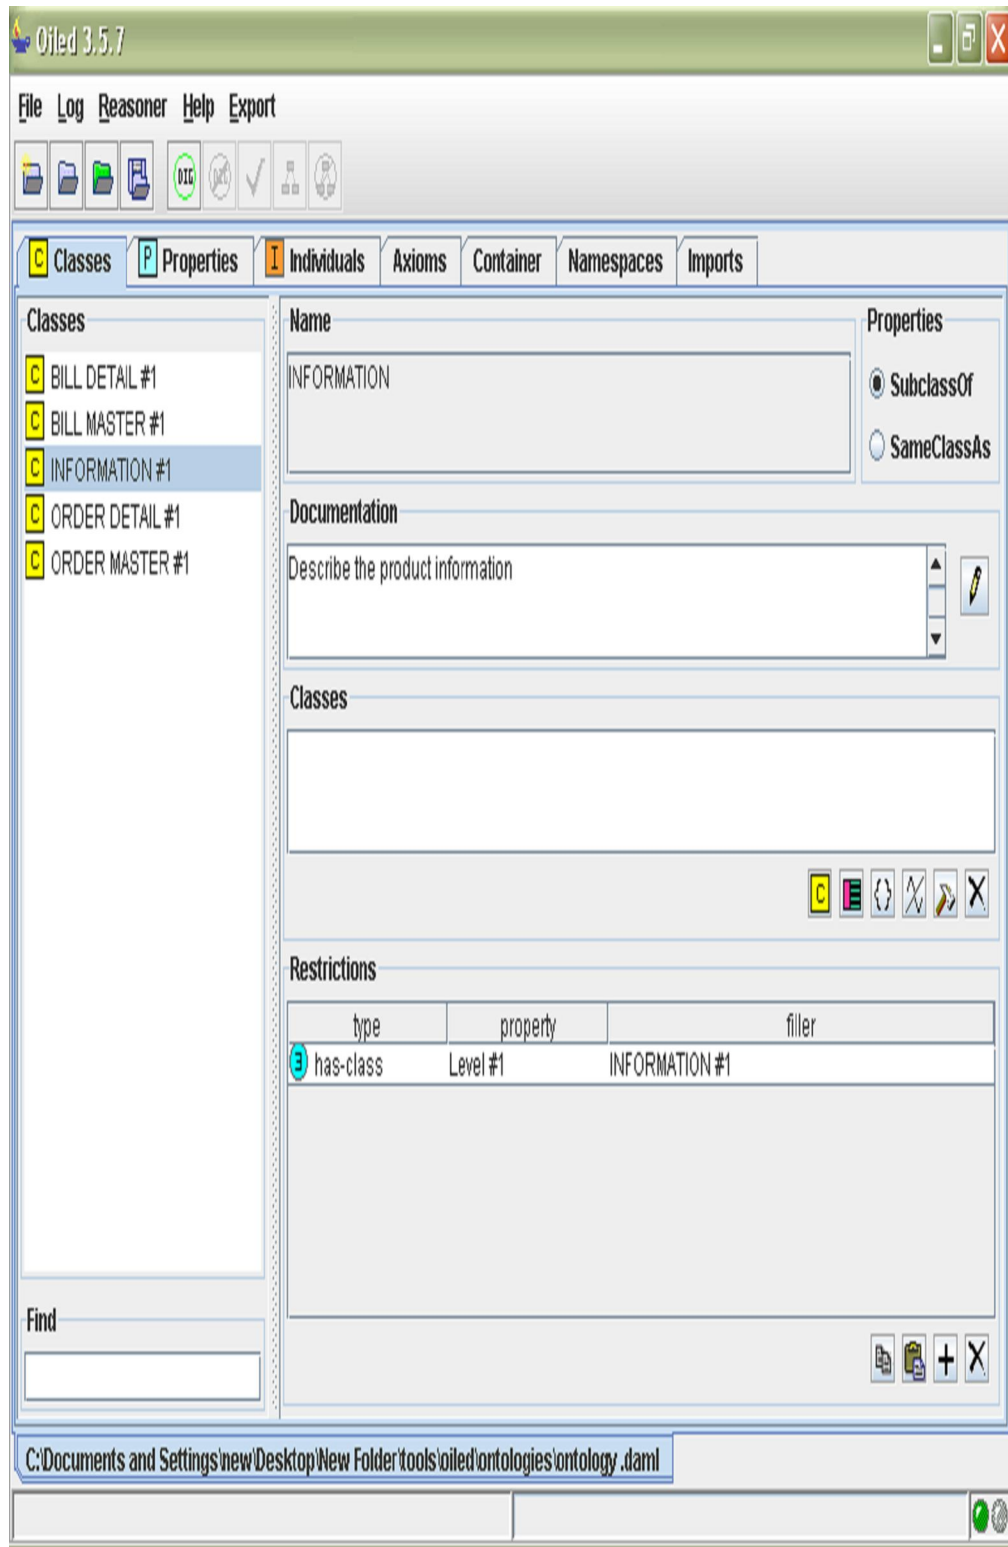 Oiled 3.5.7
File Log Reasoner Help Export
DIG
C Classes P Properties I Individuals Axioms Container Namespaces Imports
Classes
C BILL DETAIL #1
C BILL MASTER #1
C INFORMATION #1
C ORDER DETAIL #1
C ORDER MASTER #1
Find
Name
INFORMATION
Properties
SubclassOf
SameClassAs
Documentation
Describe the product information
Classes
C {}
Restrictions
type property filler
has-class Level #1 INFORMATION #1
C:\Documents and Settings\new\Desktop\New Folder\tools\oiled\ontologies\ontology.daml